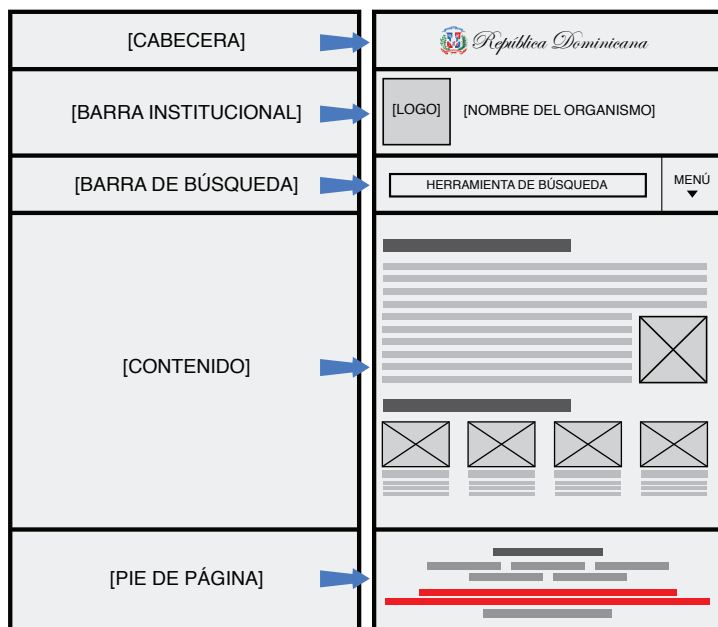 [CABECERA]
República Dominicana
[BARRA INSTITUCIONAL]
[LOGO]
[NOMBRE DEL ORGANISMO]
[BARRA DE BÚSQUEDA]
HERRAMIENTA DE BÚSQUEDA
MENÚ
[CONTENIDO]
[PIE DE PÁGINA]